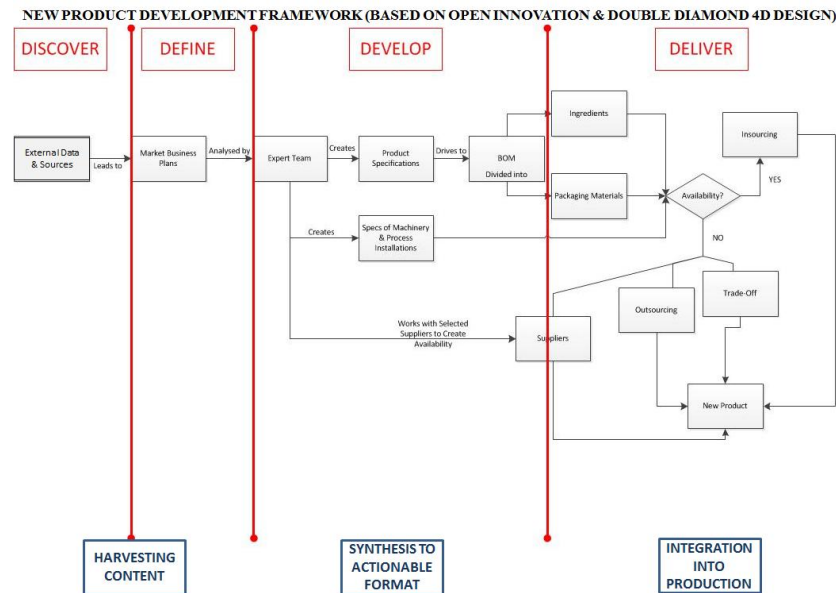 NEW PRODUCT DEVELOPMENT FRAMEWORK (BASED ON OPEN INNOVATION & DOUBLE DIAMOND 4D DESIGN)
DISCOVER
DEFINE
DEVELOP
DELIVER
External Data
& Sources
Leads to
Market Business
Plans
Analysed by
Expert Team
Creates
Product
Specifications
Drives to
BOM
Divided into
Ingredients
Packaging Materials
Availability?
YES
Insourcing
NO
Creates
Specs of Machinery
& Process
Installations
Works with Selected
Suppliers to Create
Availability
Suppliers
Outsourcing
Trade-Off
New Product
HARVESTING
CONTENT
SYNTHESIS TO
ACTIONABLE
FORMAT
INTEGRATION
INTO
PRODUCTION